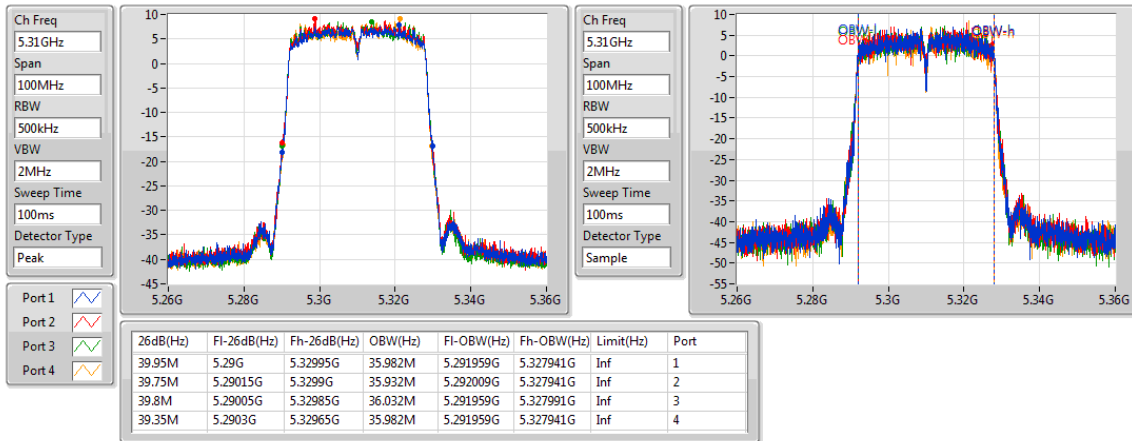 Ch Freq
5.31GHz
Span
100MHz
RBW
500kHz
VBW
2MHz
Sweep Time
100ms
Detector Type
Peak
10
5
0
-5
-10
-15
-20
-25
-30
-35
-40
-45
5.26G 5.28G 5.3G 5.32G 5.34G 5.36G
Ch Freq
5.31GHz
Span
100MHz
RBW
500kHz
VBW
2MHz
Sweep Time
100ms
Detector Type
Sample
10
5
0
-5
-10
-15
-20
-25
-30
-35
-40
-45
-50
-55
OBW-h
5.26G 5.28G 5.3G 5.32G 5.34G 5.36G
Port 1
Port 2
Port 3
Port 4
26dB(Hz) Fl-26dB(Hz) Fh-26dB(Hz) OBW(Hz) Fl-OBW(Hz) Fh-OBW(Hz) Limit(Hz) Port
39.95M 5.29G 5.32995G 35.982M 5.291959G 5.327941G Inf 1
39.75M 5.29015G 5.3299G 35.932M 5.292009G 5.327941G Inf 2
39.8M 5.29005G 5.32985G 36.032M 5.291959G 5.327991G Inf 3
39.35M 5.2903G 5.32965G 35.982M 5.291959G 5.327941G Inf 4